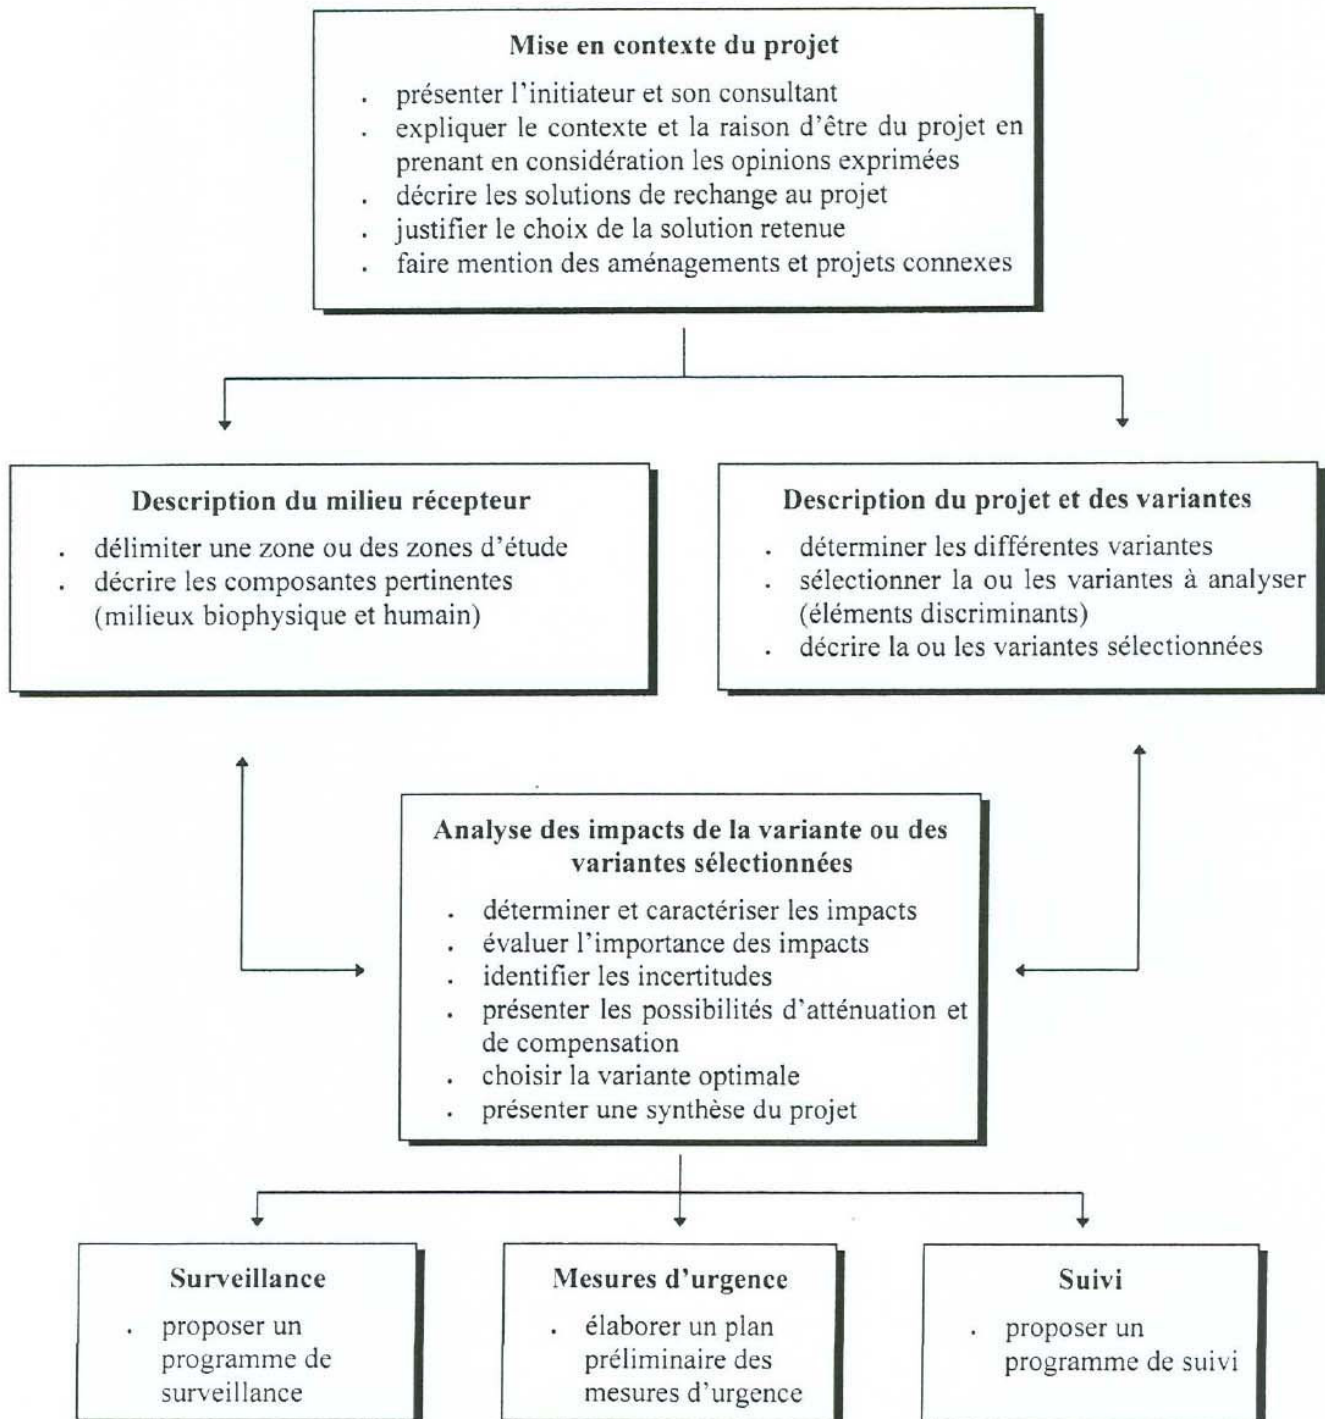 Mise en contexte du projet
. présenter l'initiateur et son consultant
. expliquer le contexte et la raison d'être du projet en
prenant en considération les opinions exprimées
. décrire les solutions de rechange au projet
. justifier le choix de la solution retenue
. faire mention des aménagements et projets connexes
Description du milieu récepteur
. délimiter une zone ou des zones d'étude
. décrire les composantes pertinentes
(milieux biophysique et humain)
Description du projet et des variantes
. déterminer les différentes variantes
. sélectionner la ou les variantes à analyser
(éléments discriminants)
. décrire la ou les variantes sélectionnées
Analyse des impacts de la variante ou des
variantes sélectionnées
. déterminer et caractériser les impacts
. évaluer l'importance des impacts
. identifier les incertitudes
. présenter les possibilités d'atténuation et
de compensation
. choisir la variante optimale
. présenter une synthèse du projet
Surveillance
. proposer un
programme de
surveillance
Mesures d'urgence
. élaborer un plan
préliminaire des
mesures d'urgence
Suivi
. proposer un
programme de suivi